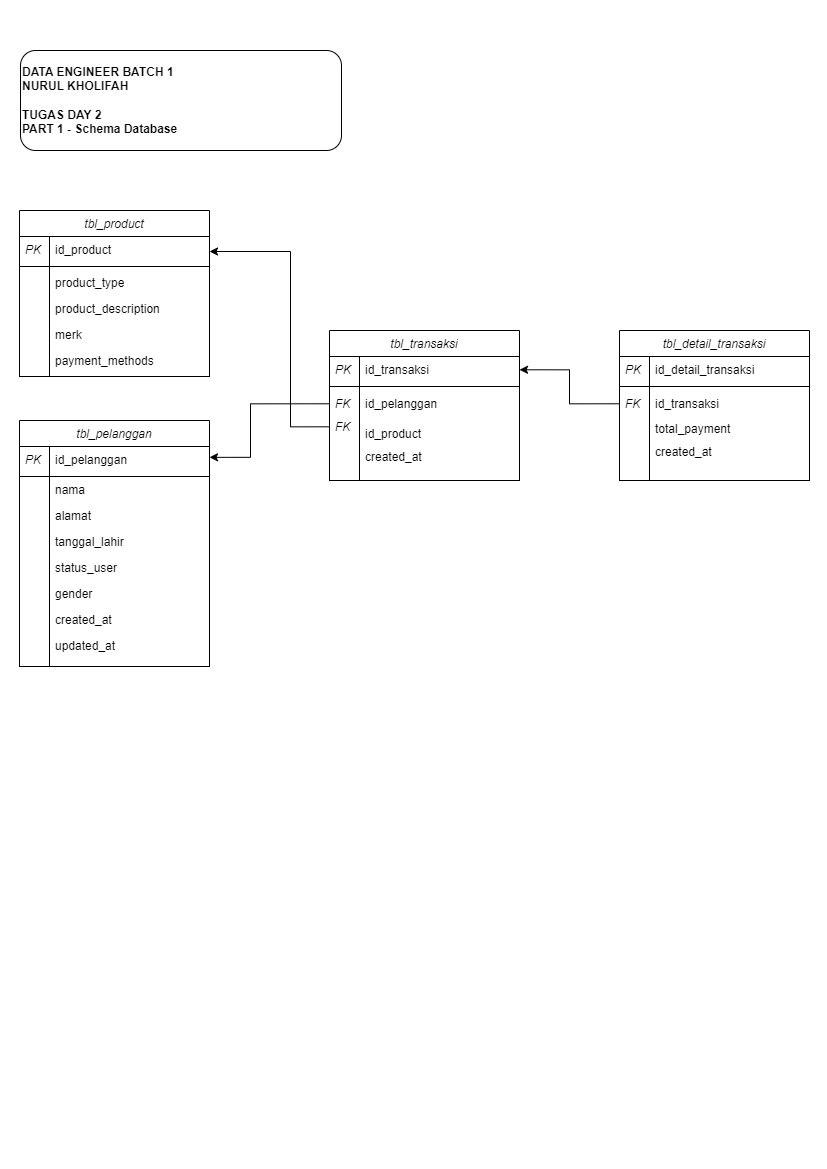 DATA ENGINEER BATCH 1
NURUL KHOLIFAH
TUGAS DAY 2
PART 1 - Schema Database
tbl_product
PK id_product
product_type
product_description
merk
payment_methods
tbl_pelanggan
PK id_pelanggan
nama
alamat
tanggal_lahir
status_user
gender
created_at
updated_at
tbl_transaksi
PK id_transaksi
FK id_pelanggan
FK id_product
created_at
tbl_detail_transaksi
PK id_detail_transaksi
FK id_transaksi
total_payment
created_at